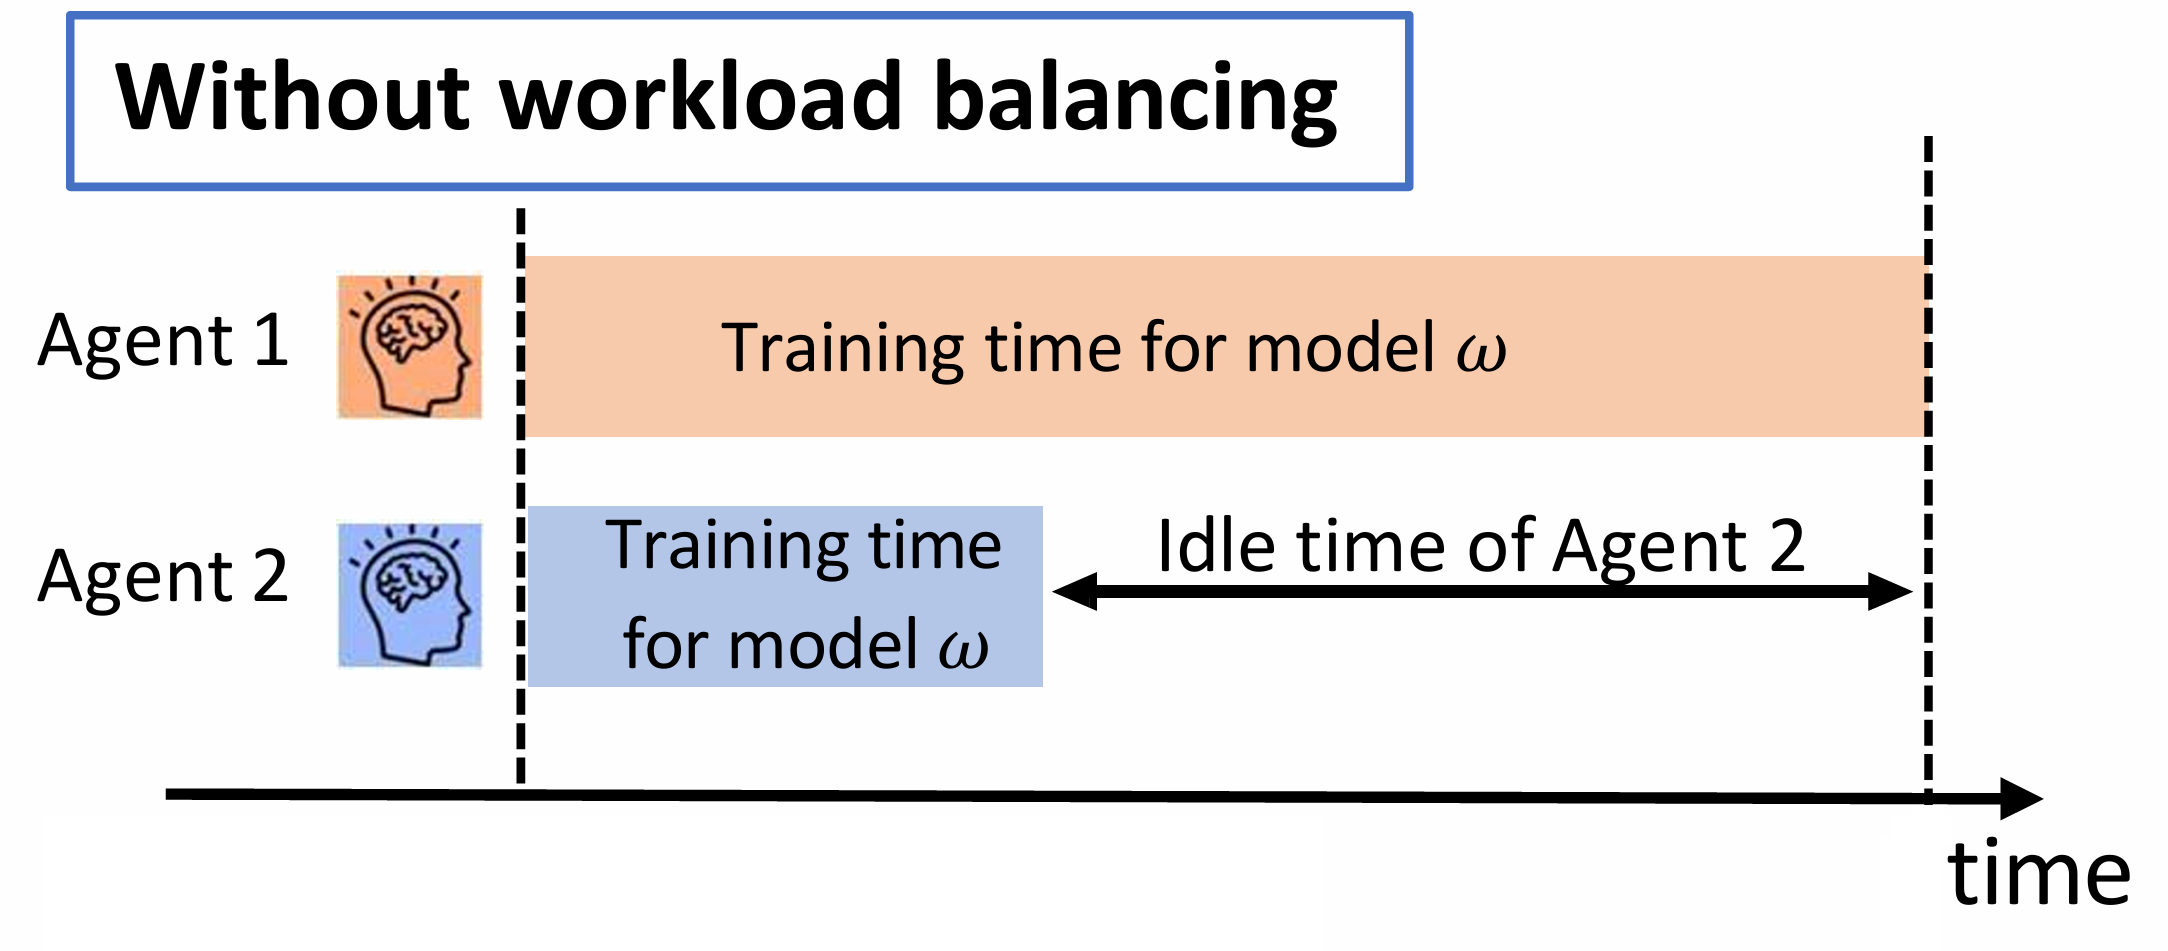 Without workload balancing
Agent 1
Training time for model ω
Agent 2
Training time
for model ω
Idle time of Agent 2
time